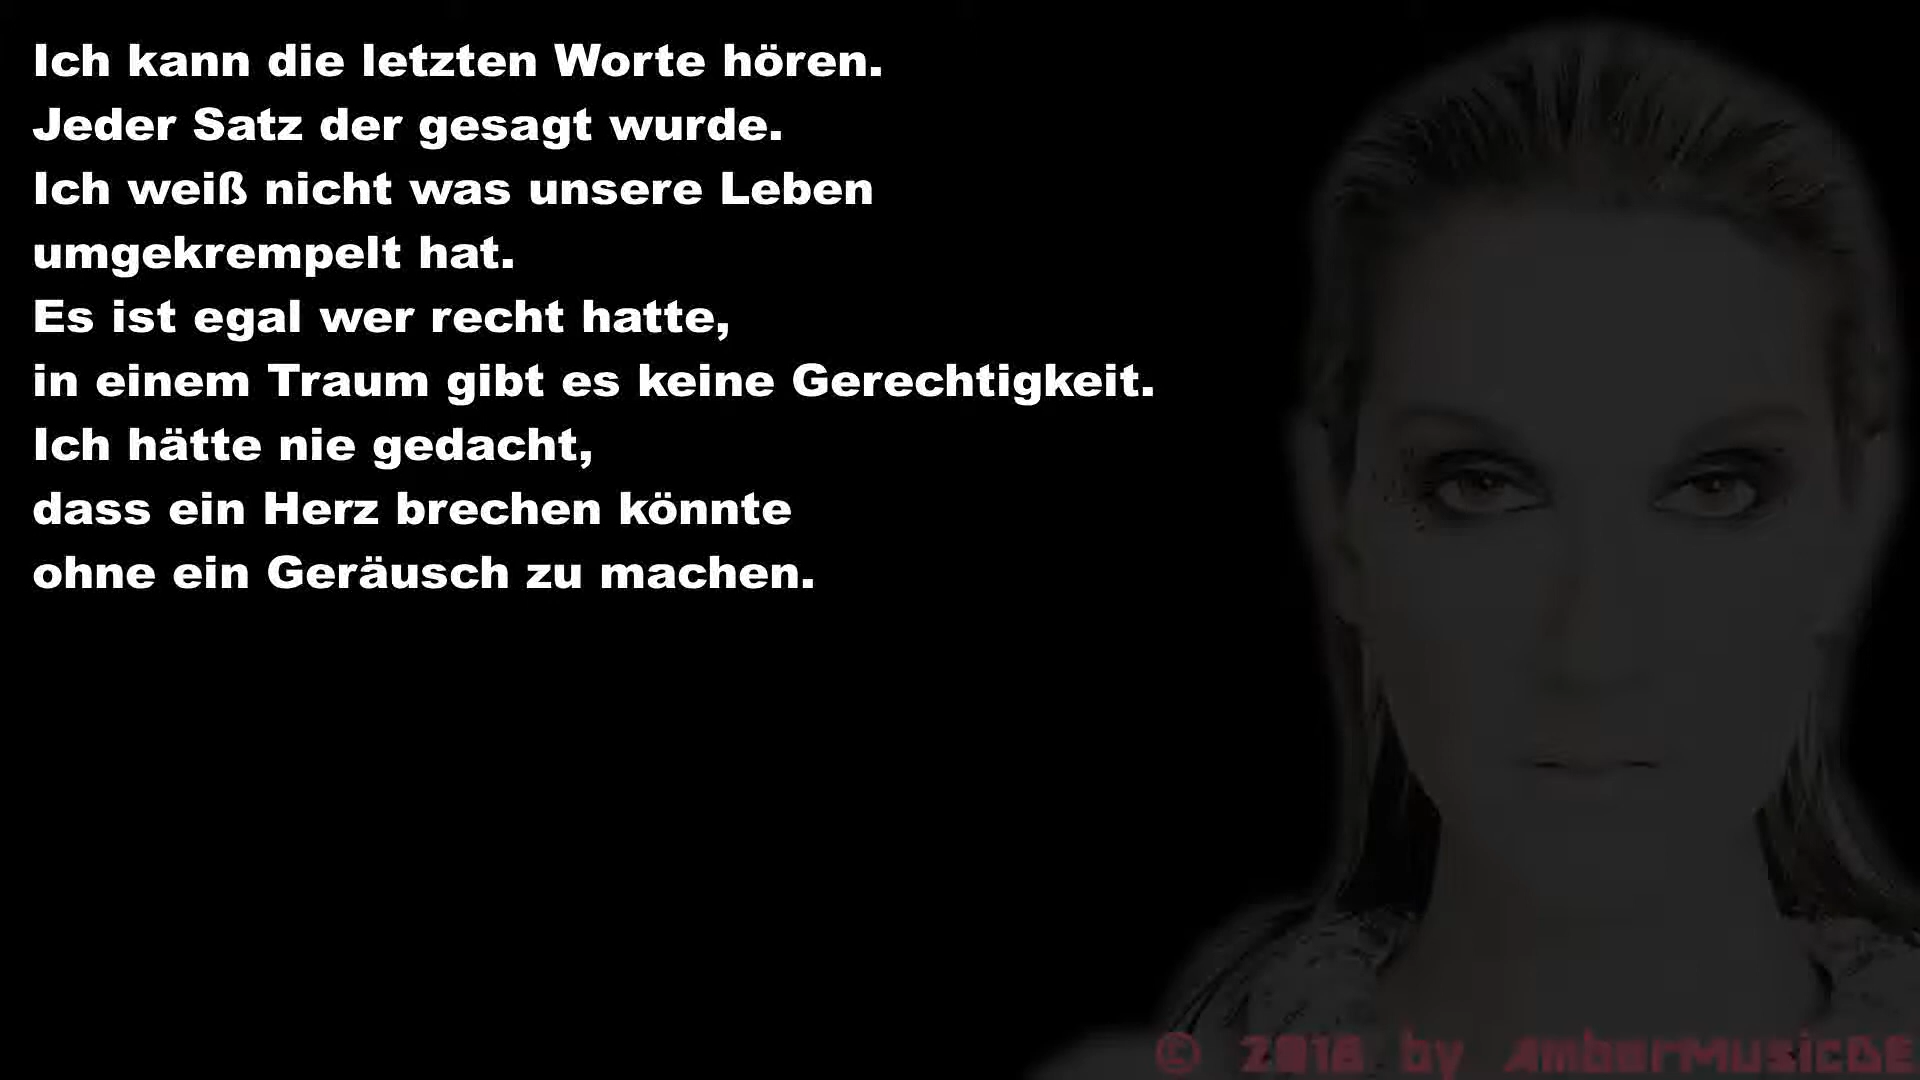 Ich kann die letzten Worte hören.
Jeder Satz der gesagt wurde.
Ich weiß nicht was unsere Leben
umgekrempelt hat.
Es ist egal wer recht hatte,
in einem Traum gibt es keine Gerechtigkeit.
Ich hätte nie gedacht,
dass ein Herz brechen könnte
ohne ein Geräusch zu machen.
© 2018 by AmberMusicDE